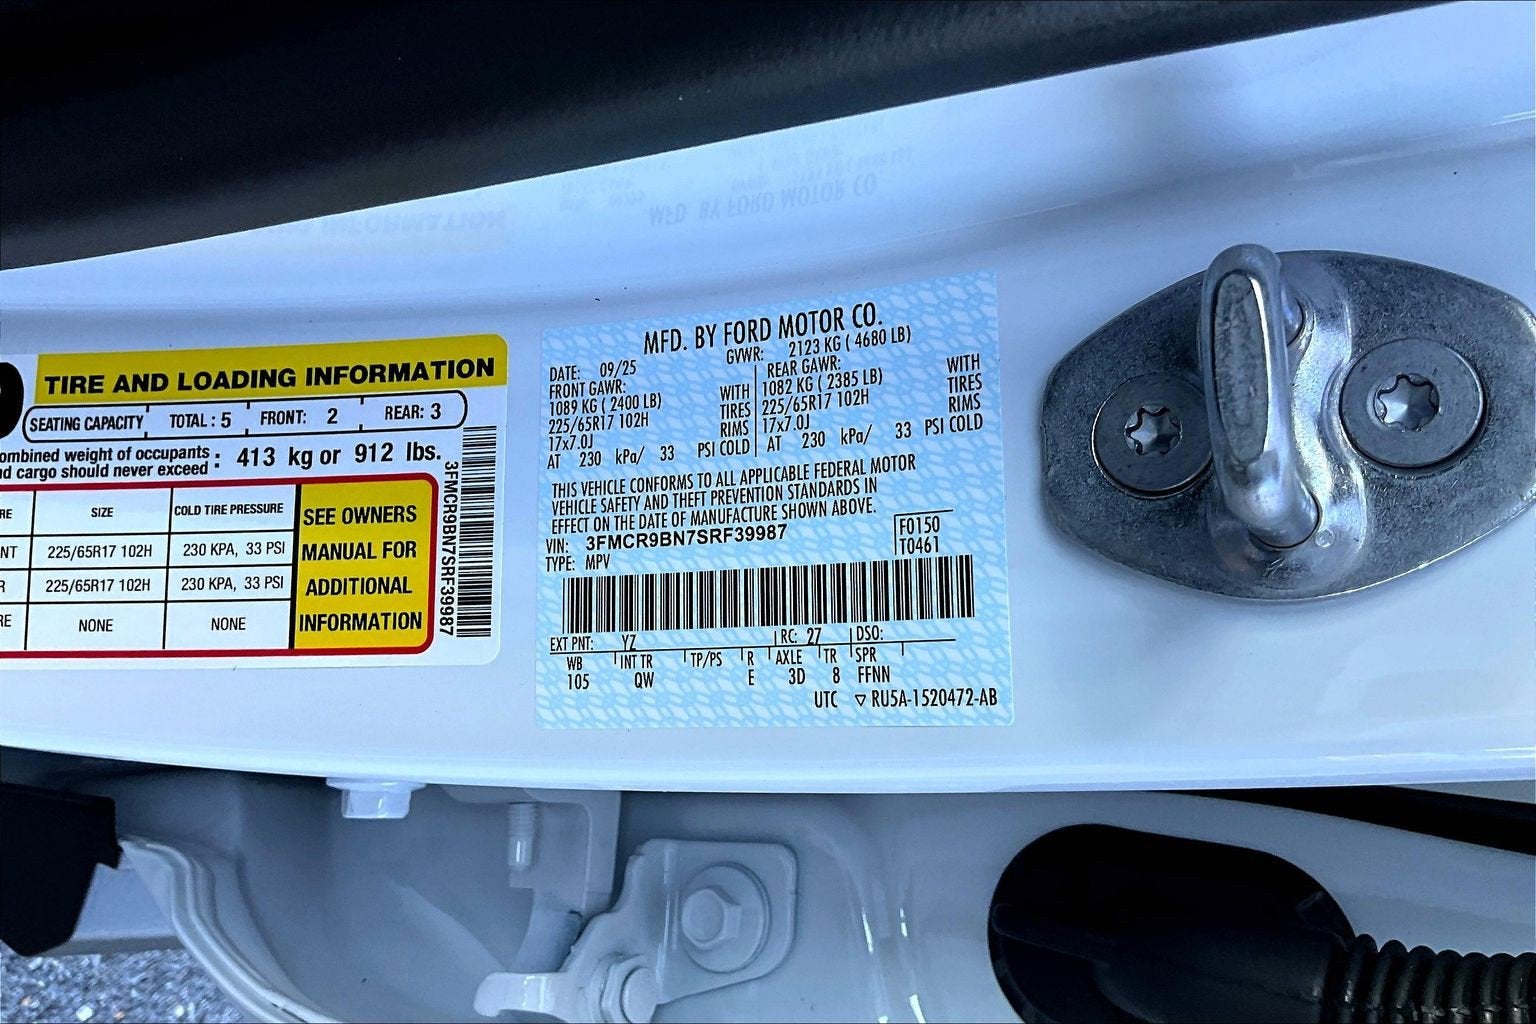 TIRE AND LOADING INFORMATION
SEATING CAPACITY TOTAL : 5 FRONT: 2 REAR: 3
ombined weight of occupants
nd cargo should never exceed : 413 kg or 912 lbs.
RE SIZE COLD TIRE PRESSURE
NT 225/65R17 102H 230 KPA, 33 PSI
R 225/65R17 102H 230 KPA, 33 PSI
RE NONE NONE
SEE OWNERS
MANUAL FOR
ADDITIONAL
INFORMATION
3FMCR9BN7SRF39987
MFD. BY FORD MOTOR CO.
DATE: 09/25 GVWR: 2123 KG ( 4680 LB)
FRONT GAWR: WITH REAR GAWR: WITH
1089 KG ( 2400 LB) TIRES 1082 KG ( 2385 LB) TIRES
225/65R17 102H RIMS 225/65R17 102H RIMS
17x7.0J 17x7.0J
AT 230 kPa/ 33 PSI COLD AT 230 kPa/ 33 PSI COLD
THIS VEHICLE CONFORMS TO ALL APPLICABLE FEDERAL MOTOR
VEHICLE SAFETY AND THEFT PREVENTION STANDARDS IN
EFFECT ON THE DATE OF MANUFACTURE SHOWN ABOVE.
VIN: 3FMCR9BN7SRF39987 F0150
TYPE: MPV T0461
EXT PNT: YZ RC: 27 DSO:
WB INT TR TP/PS R AXLE TR SPR
105 QW E 3D 8 FFNN
UTC ▽ RU5A-1520472-AB